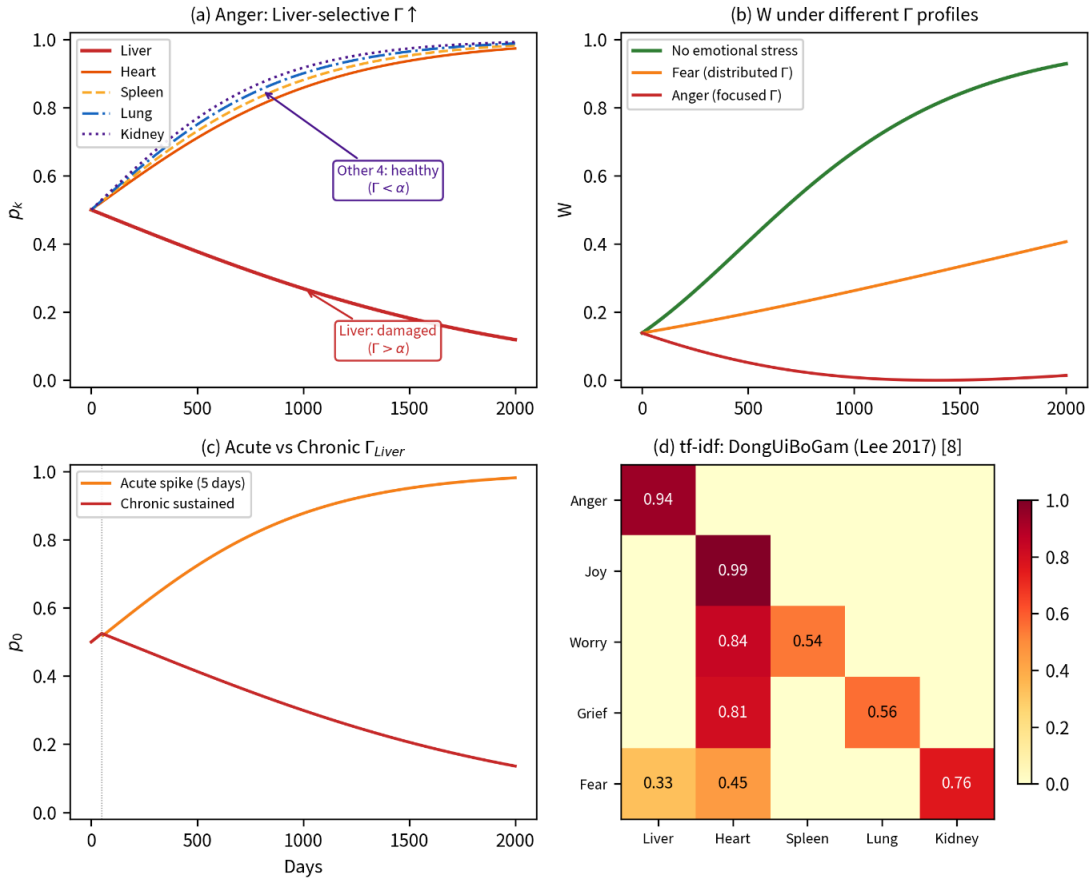 (a) Anger: Liver-selective Γ ↑
1.0
0.8
0.6
0.4
0.2
0.0
p_k
Liver
Heart
Spleen
Lung
Kidney
Other 4: healthy
(Γ < α)
Liver: damaged
(Γ > α)
0 500 1000 1500 2000
(b) W under different Γ profiles
1.0
0.8
0.6
0.4
0.2
0.0
W
No emotional stress
Fear (distributed Γ)
Anger (focused Γ)
0 500 1000 1500 2000
(c) Acute vs Chronic Γ_Liver
1.0
0.8
0.6
0.4
0.2
0.0
p_0
Acute spike (5 days)
Chronic sustained
0 500 1000 1500 2000
Days
(d) tf-idf: DongUiBoGam (Lee 2017) [8]
Anger 0.94
Joy 0.99
Worry 0.84 0.54
Grief 0.81 0.56
Fear 0.33 0.45 0.76
Liver Heart Spleen Lung Kidney
1.0
0.8
0.6
0.4
0.2
0.0